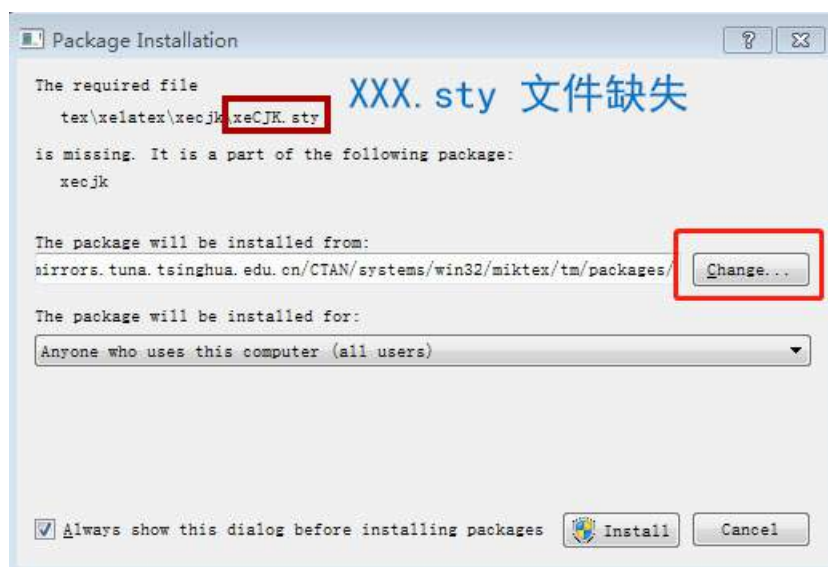 Package Installation
The required file
XXX. sty 文件缺失
tex\xelatex\xecjk\xeCJK.sty
is missing. It is a part of the following package:
xecjk
The package will be installed from:
mirrors.tuna.tsinghua.edu.cn/CTAN/systems/win32/miktex/tm/packages/
Change...
The package will be installed for:
Anyone who uses this computer (all users)
Always show this dialog before installing packages
Install
Cancel